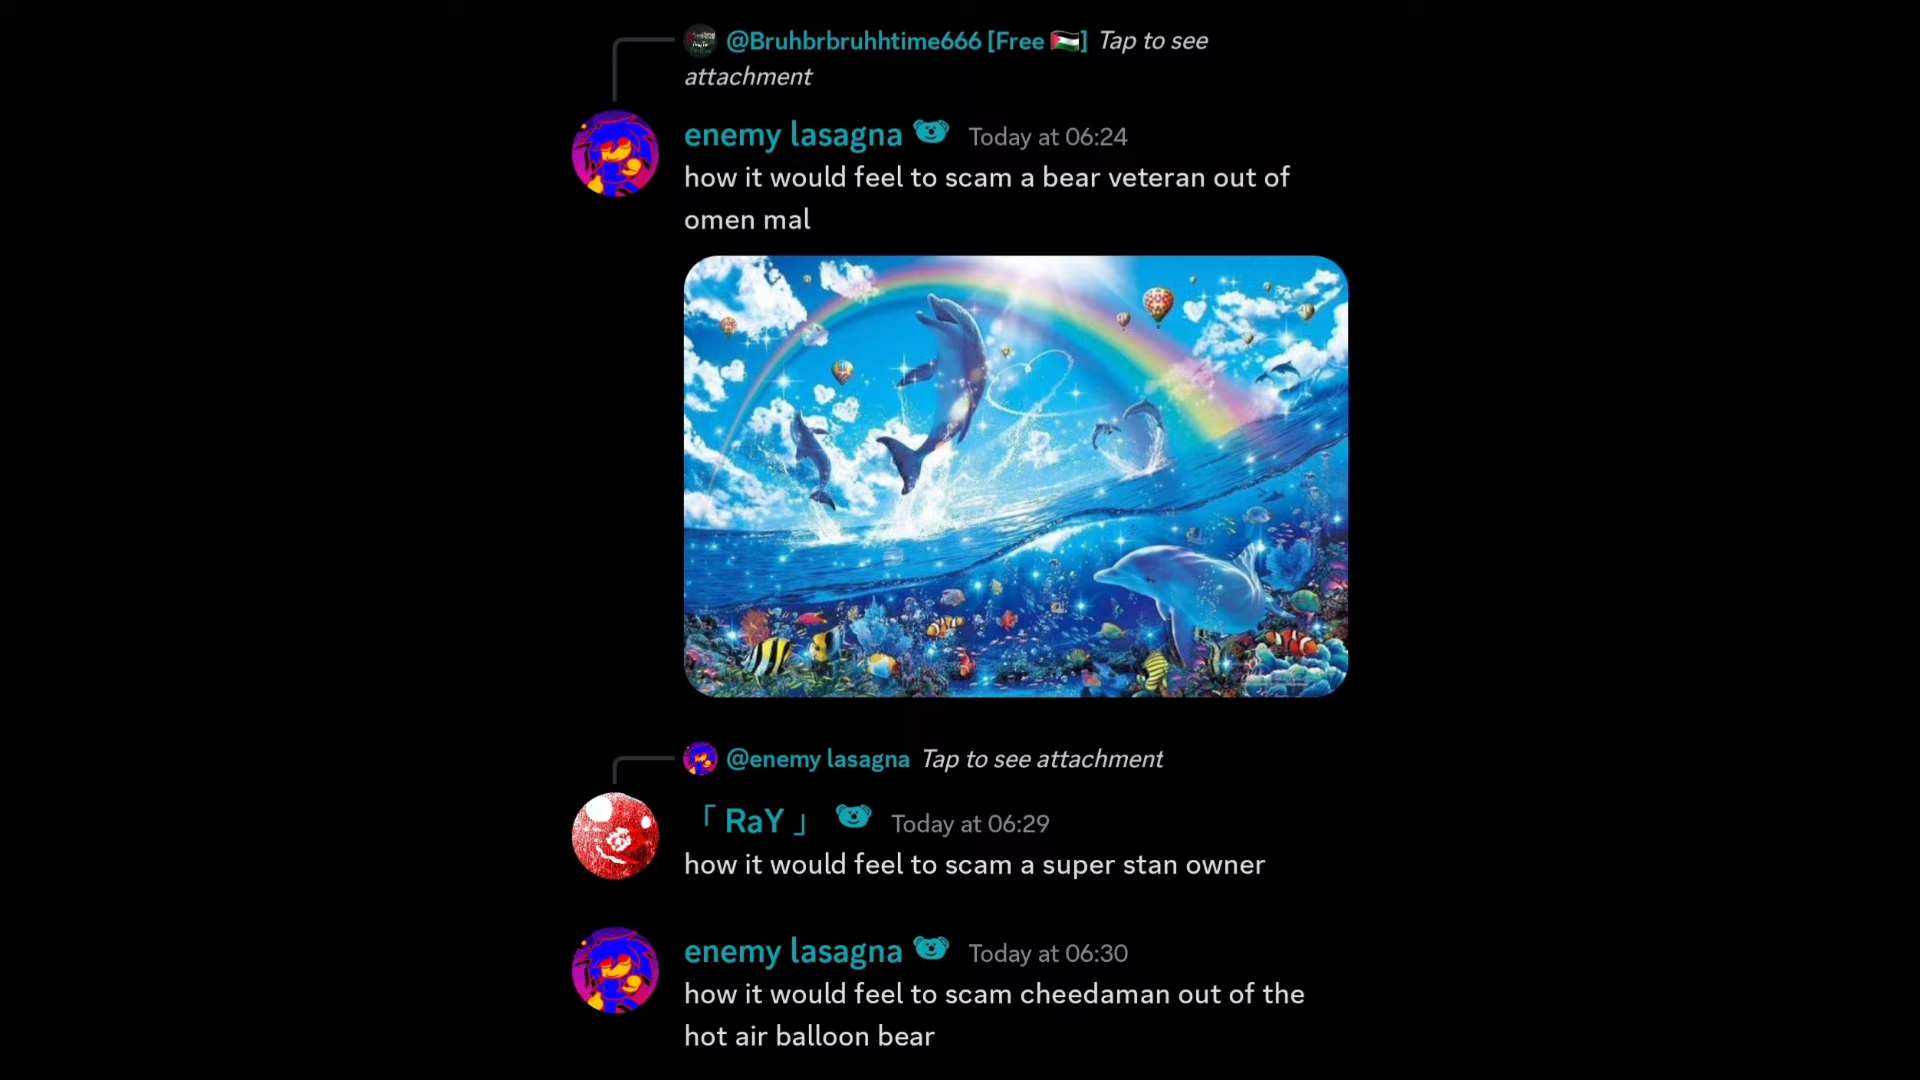 @Bruhbrbruhhtime666 [Free 🇵🇸] Tap to see
attachment
enemy lasagna Today at 06:24
how it would feel to scam a bear veteran out of
omen mal
@enemy lasagna Tap to see attachment
「 RaY 」 Today at 06:29
how it would feel to scam a super stan owner
enemy lasagna Today at 06:30
how it would feel to scam cheedaman out of the
hot air balloon bear